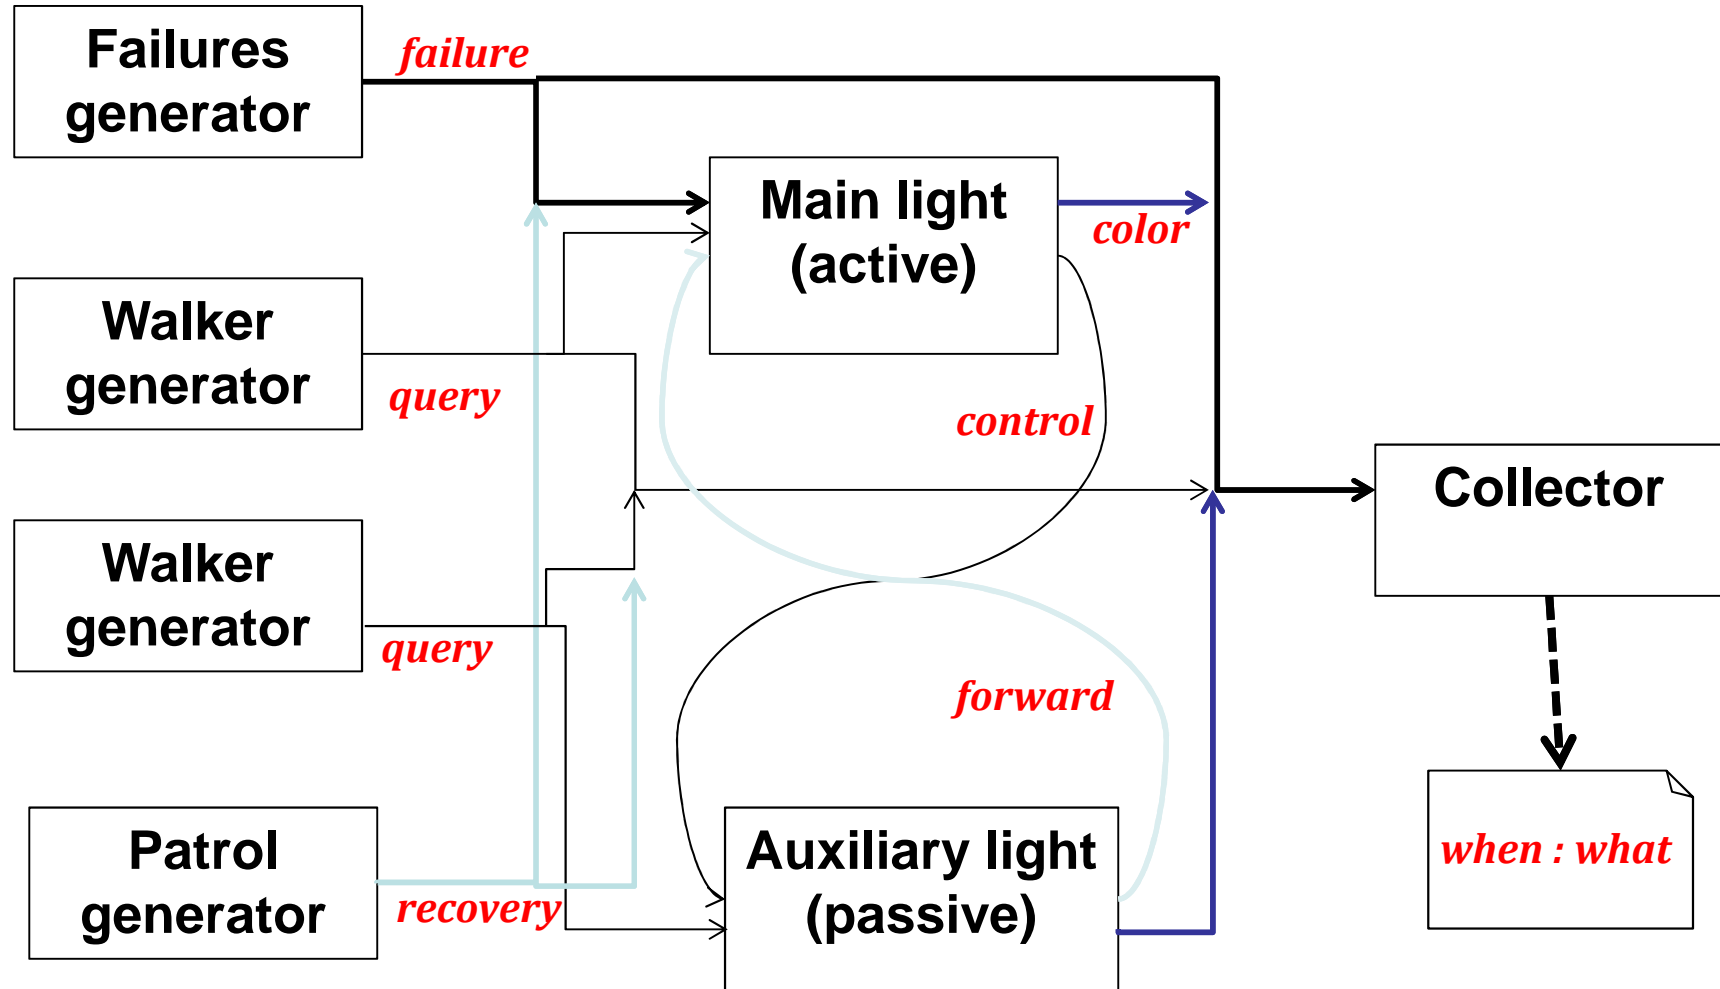 Failures
generator
failure
Main light
(active)
color
Walker
generator
query
control
Collector
Walker
generator
query
forward
Patrol
generator
recovery
Auxiliary light
(passive)
when : what